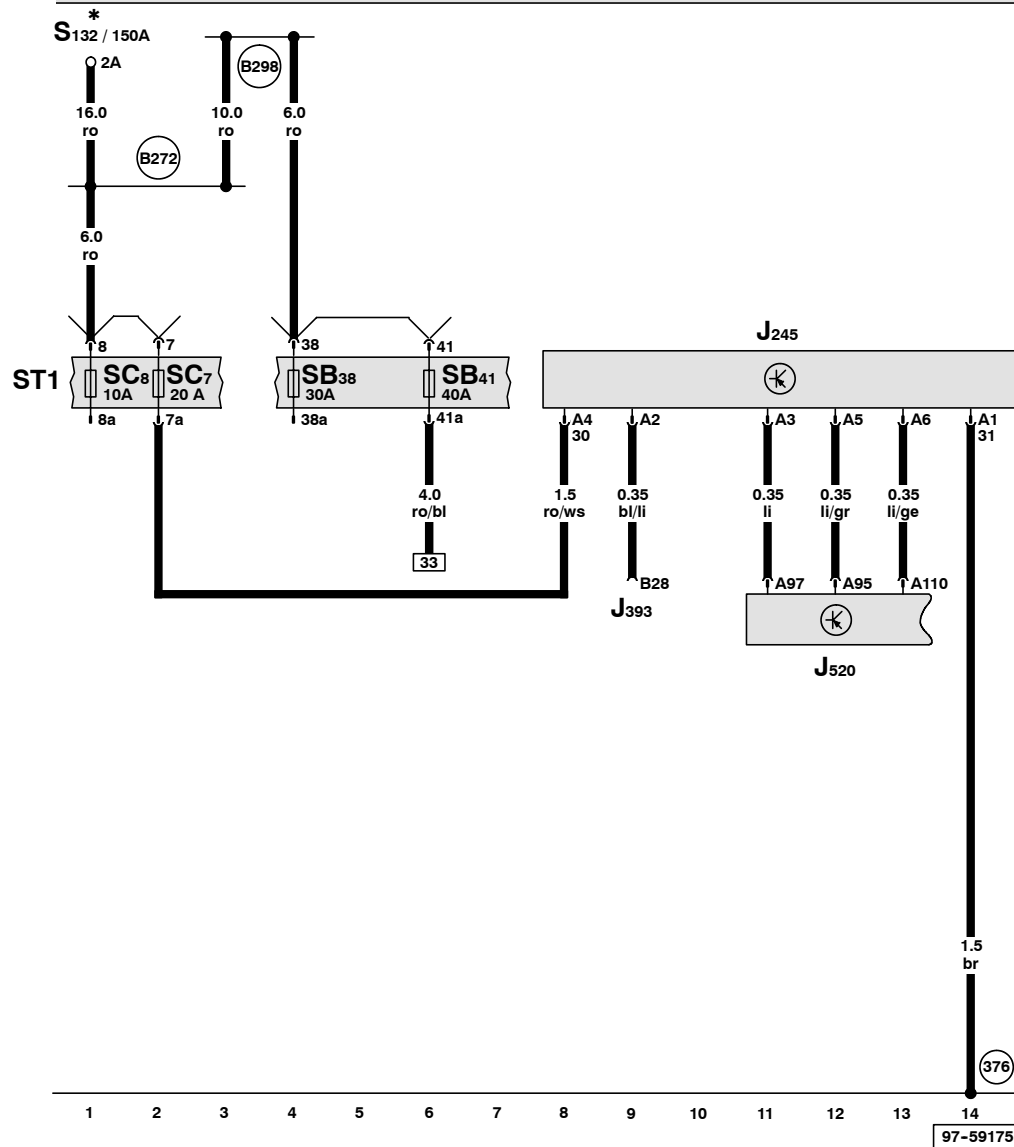 *
S132 / 150A
2A
B298
16.0
ro
10.0
ro
6.0
ro
B272
6.0
ro
J245
8
7
38
41
ST1
SC8
10A
SC7
20 A
SB38
30A
SB41
40A
8a
7a
38a
41a
A4
30
A2
A3
A5
A6
A1
31
4.0
ro/bl
1.5
ro/ws
0.35
bl/li
0.35
li
0.35
li/gr
0.35
li/ge
33
B28
J393
A97
A95
A110
J520
1.5
br
376
1 2 3 4 5 6 7 8 9 10 11 12 13 14
97-59175